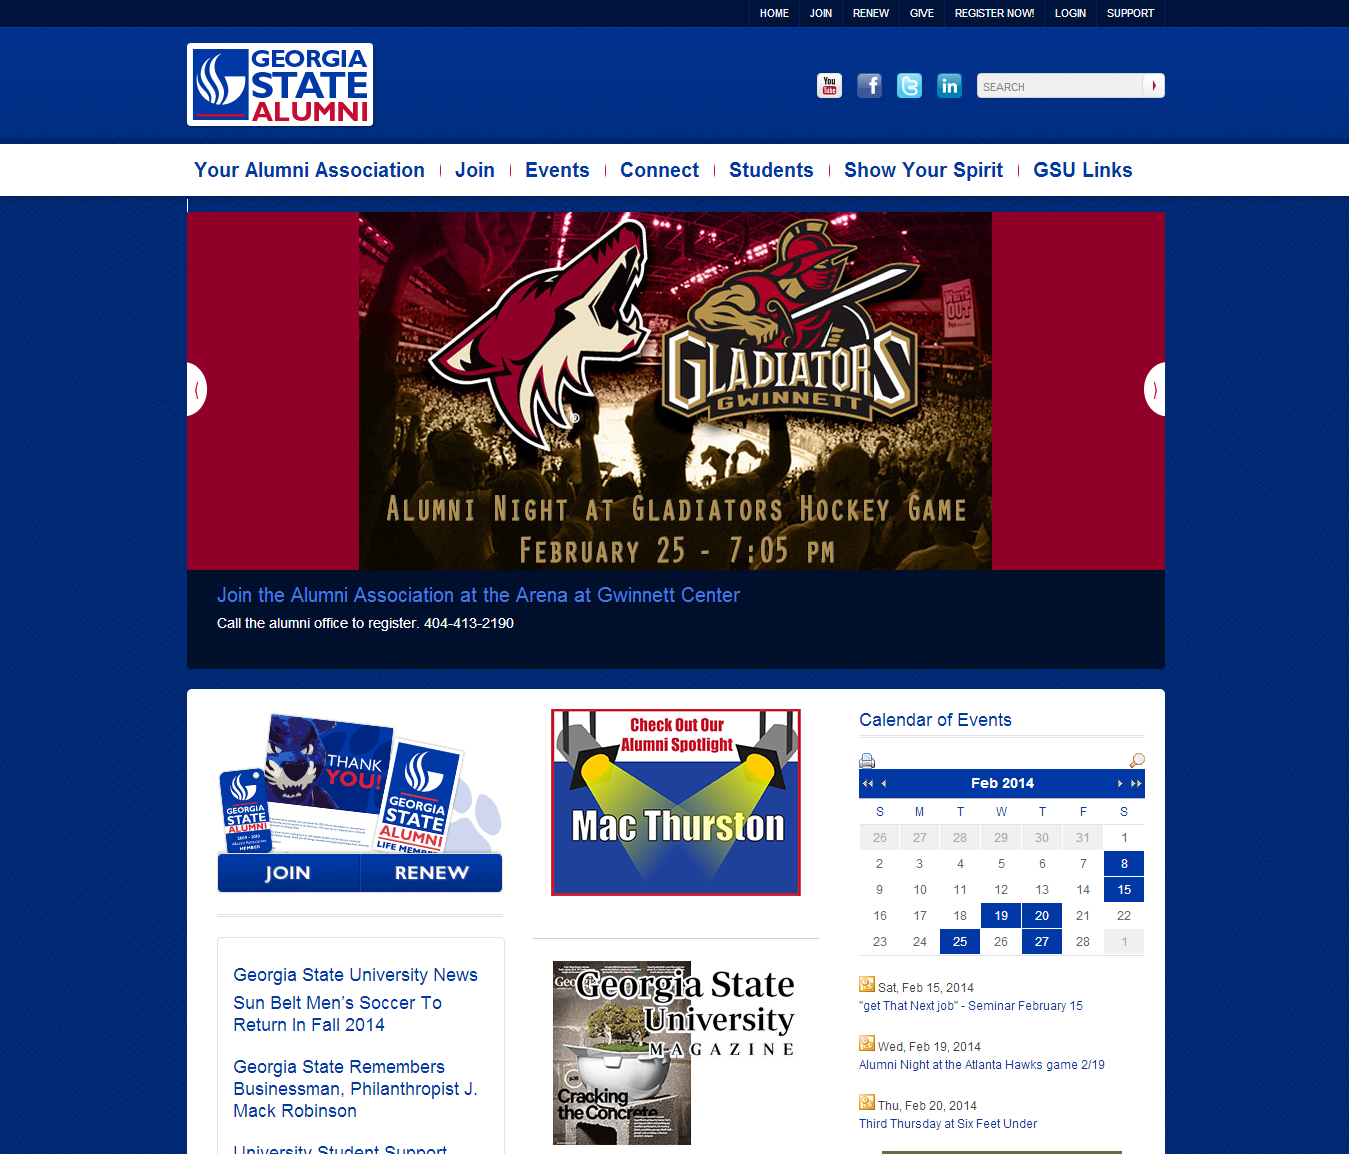 HOME JOIN RENEW GIVE REGISTER NOW! LOGIN SUPPORT
GEORGIA
STATE
ALUMNI
You
Tube
f
t
in
SEARCH
Your Alumni Association Join Events Connect Students Show Your Spirit GSU Links
WHITE
OUT
GLADIATORS
GWINNETT
®
ALUMNI NIGHT AT GLADIATORS HOCKEY GAME
FEBRUARY 25 - 7:05 PM
Join the Alumni Association at the Arena at Gwinnett Center
Call the alumni office to register. 404-413-2190
THANK
YOU!
GEORGIA
STATE
ALUMNI
MEMBER
GEORGIA
STATE
ALUMNI
LIFE MEMBER
JOIN RENEW
Check Out Our
Alumni Spotlight
Mac Thurston
Calendar of Events
Feb 2014
S M T W T F S
26 27 28 29 30 31 1
2 3 4 5 6 7 8
9 10 11 12 13 14 15
16 17 18 19 20 21 22
23 24 25 26 27 28 1
Georgia State University News
Sun Belt Men's Soccer To
Return In Fall 2014
Georgia State Remembers
Businessman, Philanthropist J.
Mack Robinson
University Student Support
Georgia State
University
MAGAZINE
Cracking
the Concrete
Sat, Feb 15, 2014
"get That Next job" - Seminar February 15
Wed, Feb 19, 2014
Alumni Night at the Atlanta Hawks game 2/19
Thu, Feb 20, 2014
Third Thursday at Six Feet Under